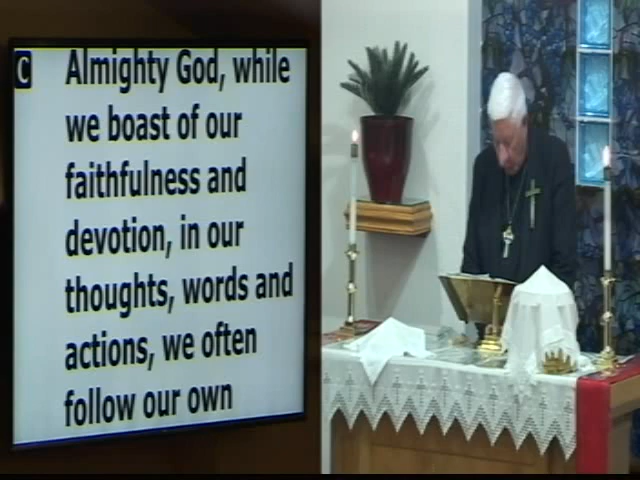 C Almighty God, while
we boast of our
faithfulness and
devotion, in our
thoughts, words and
actions, we often
follow our own